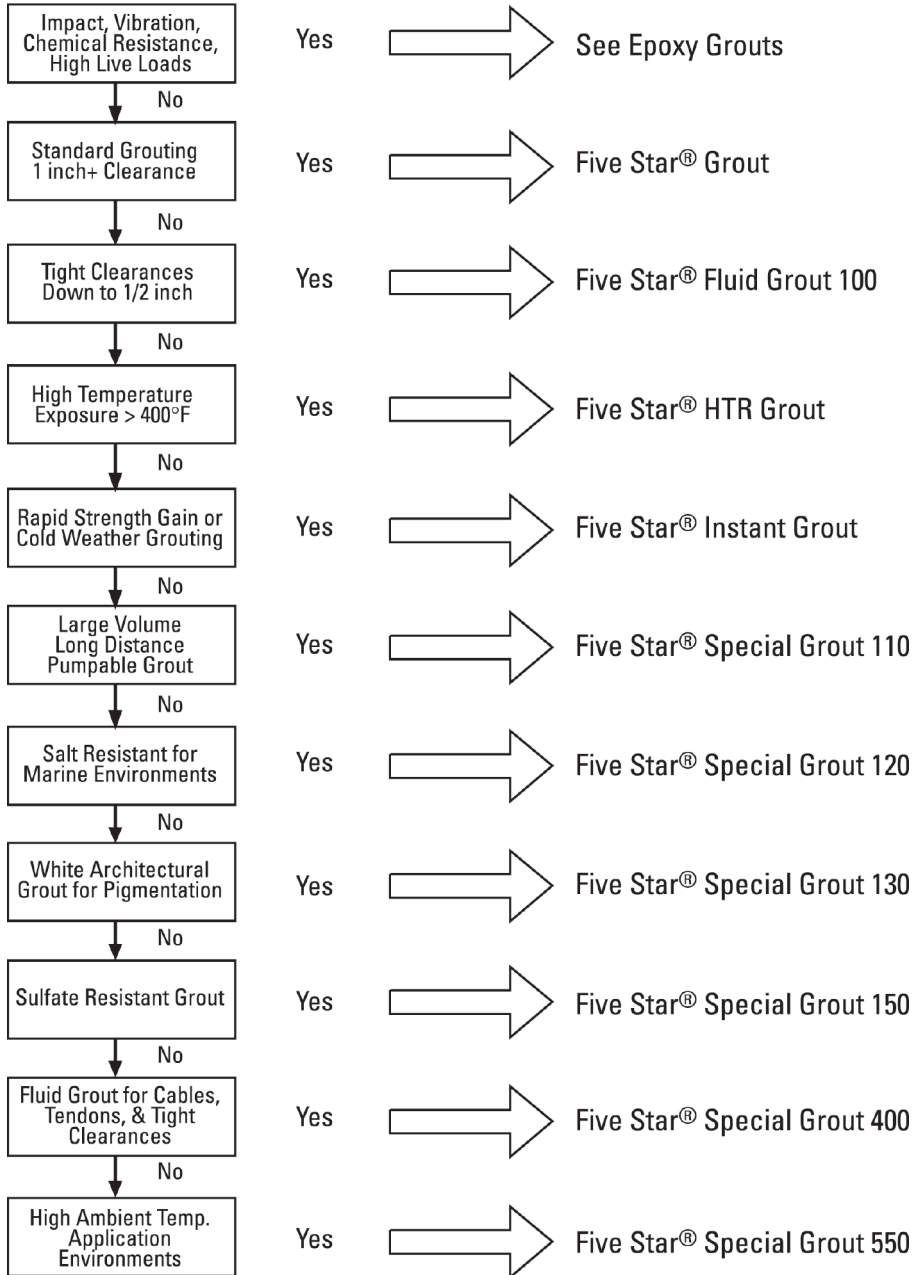 Impact, Vibration,
Chemical Resistance,
High Live Loads
Yes
See Epoxy Grouts
No
Standard Grouting
1 inch+ Clearance
Yes
Five Star® Grout
No
Tight Clearances
Down to 1/2 inch
Yes
Five Star® Fluid Grout 100
No
High Temperature
Exposure > 400°F
Yes
Five Star® HTR Grout
No
Rapid Strength Gain or
Cold Weather Grouting
Yes
Five Star® Instant Grout
No
Large Volume
Long Distance
Pumpable Grout
Yes
Five Star® Special Grout 110
No
Salt Resistant for
Marine Environments
Yes
Five Star® Special Grout 120
No
White Architectural
Grout for Pigmentation
Yes
Five Star® Special Grout 130
No
Sulfate Resistant Grout
Yes
Five Star® Special Grout 150
No
Fluid Grout for Cables,
Tendons, & Tight
Clearances
Yes
Five Star® Special Grout 400
No
High Ambient Temp.
Application
Environments
Yes
Five Star® Special Grout 550